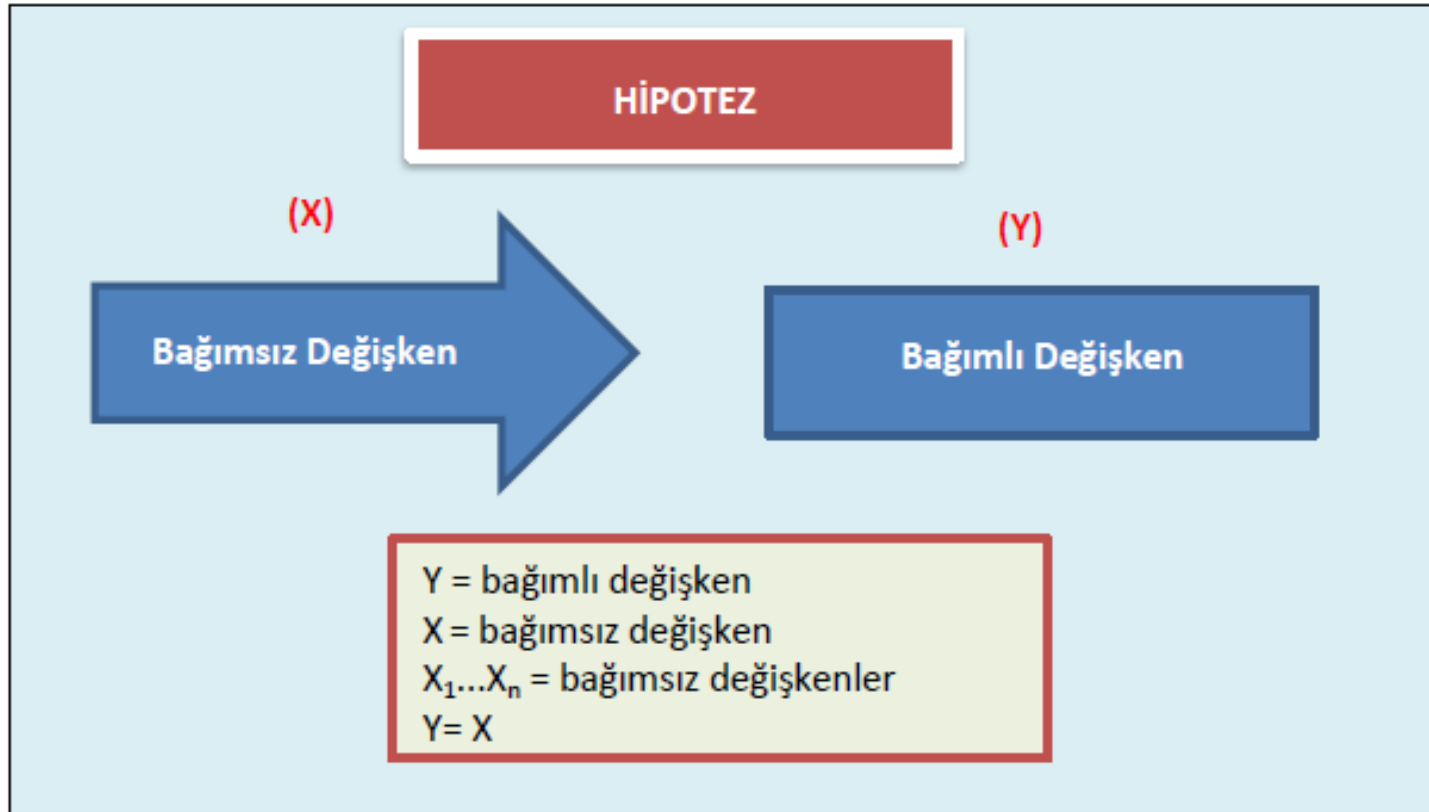 HİPOTEZ
(X)
(Y)
Bağımsız Değişken
Bağımlı Değişken
Y = bağımlı değişken
X = bağımsız değişken
X₁...Xₙ = bağımsız değişkenler
Y= X